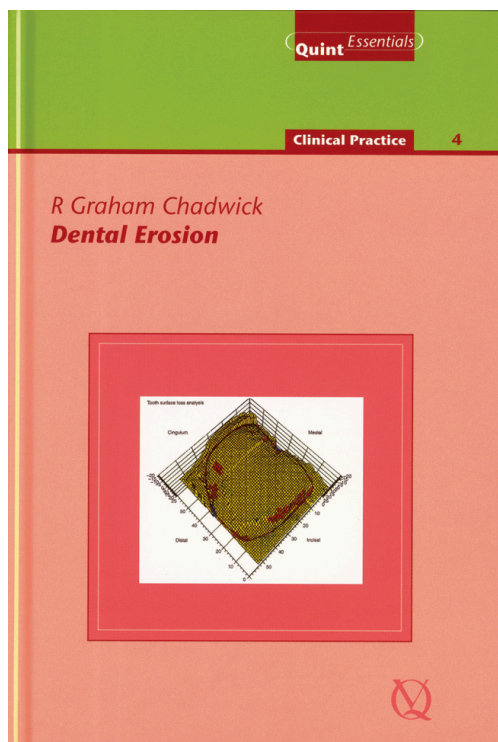 Quint Essentials
Clinical Practice 4
R Graham Chadwick
Dental Erosion
Tooth surface loss analysis
Cingulum Mesial
Distal Incisal